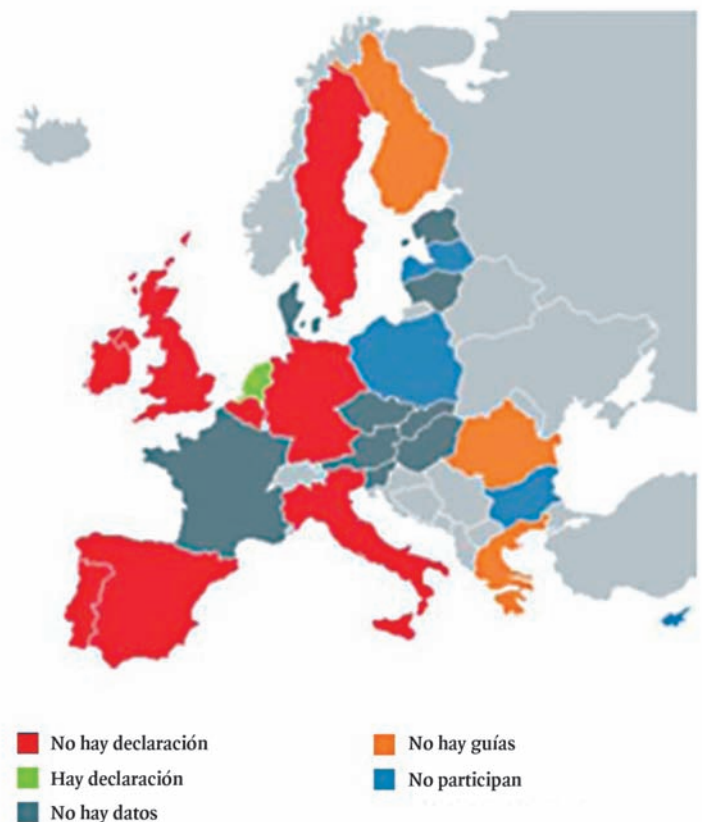 No hay declaración
Hay declaración
No hay datos
No hay guías
No participan